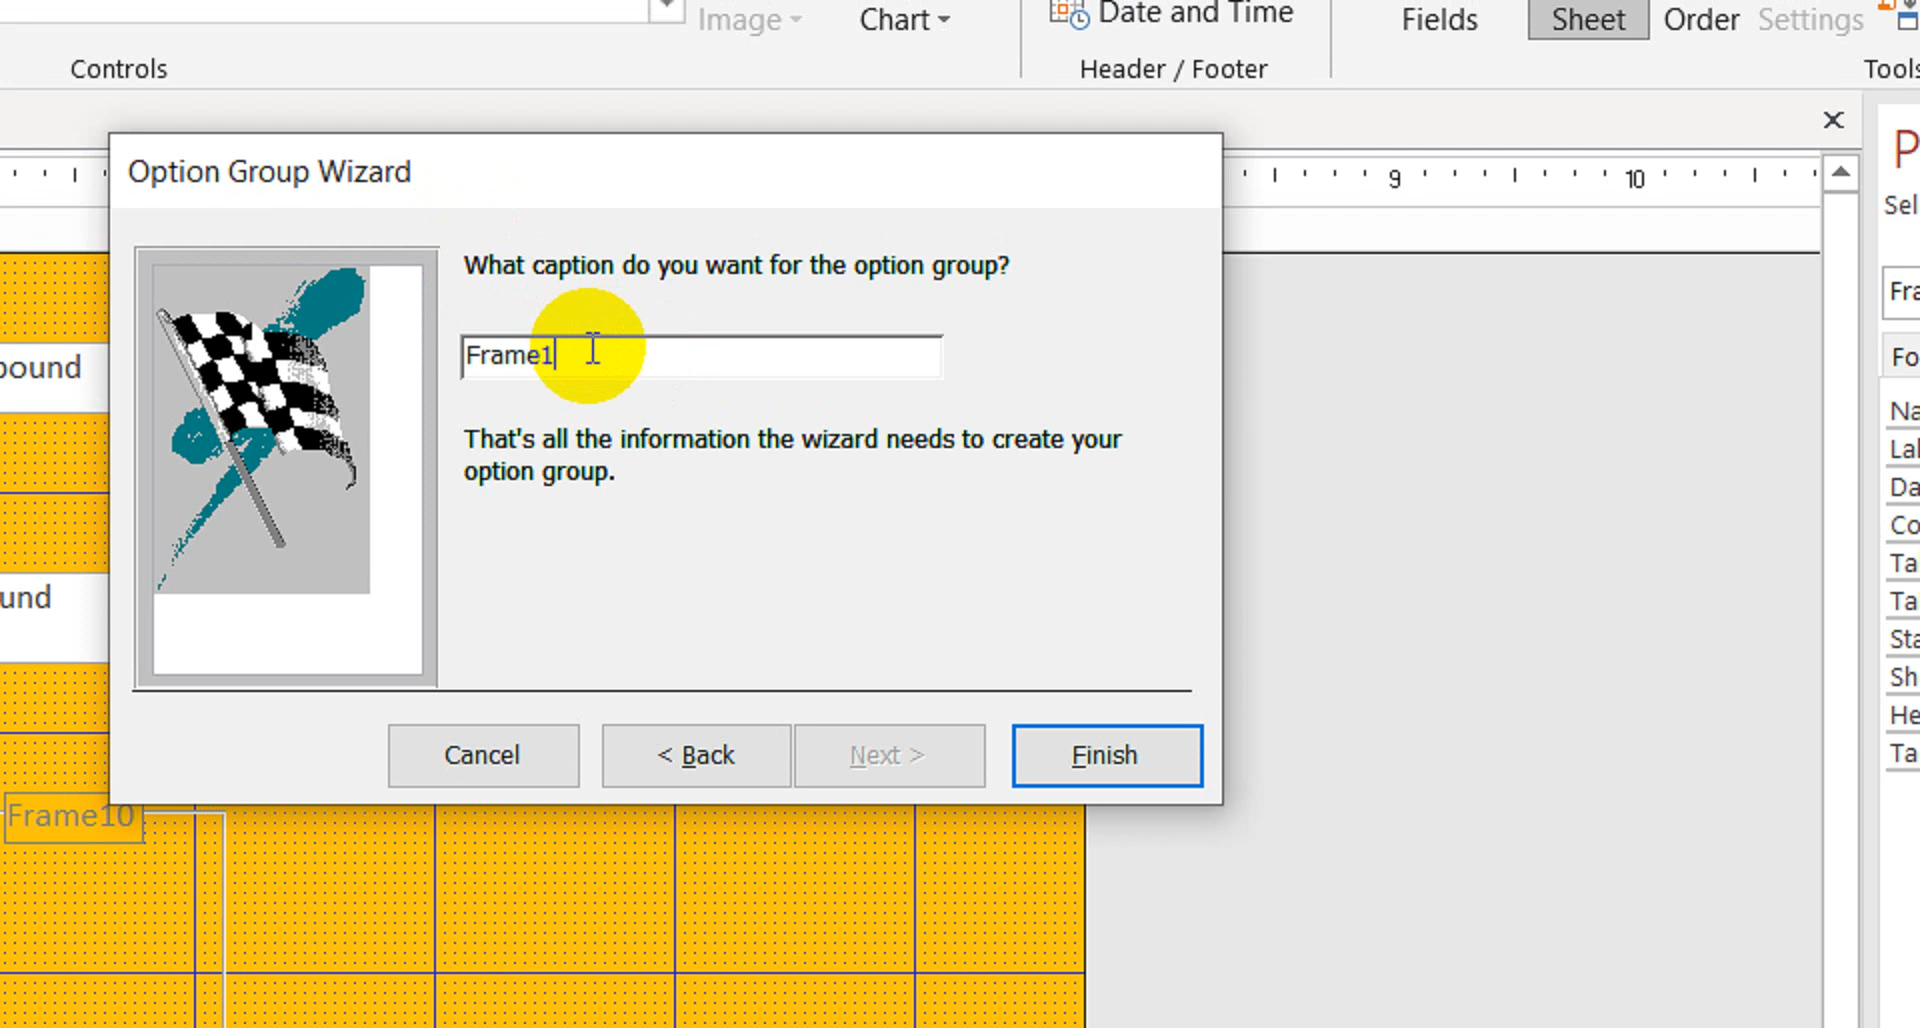 Image
Chart
Date and Time
Fields
Sheet
Order
Settings
Controls
Header / Footer
Tools
Option Group Wizard
9
10
P
Sel
What caption do you want for the option group?
Fra
Frame1
Fo
bound
Na
That's all the information the wizard needs to create your
option group.
Lal
Da
Co
Ta
und
Ta
Sta
Sh
He
Cancel
< Back
Next >
Finish
Ta
Frame10